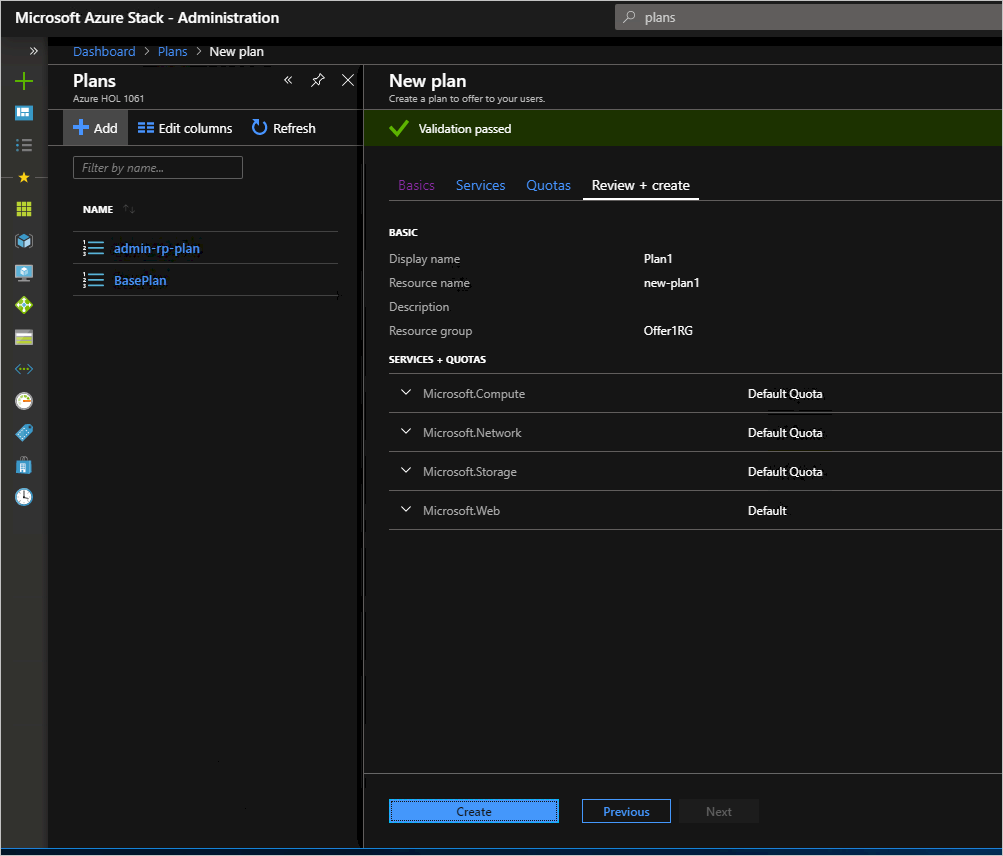 Microsoft Azure Stack - Administration
plans
Dashboard > Plans > New plan
Plans
Azure HOL 1061
Add Edit columns Refresh
Filter by name...
NAME
admin-rp-plan
BasePlan
New plan
Create a plan to offer to your users.
Validation passed
Basics Services Quotas Review + create
BASIC
Display name Plan1
Resource name new-plan1
Description
Resource group Offer1RG
SERVICES + QUOTAS
Microsoft.Compute Default Quota
Microsoft.Network Default Quota
Microsoft.Storage Default Quota
Microsoft.Web Default
Create Previous Next